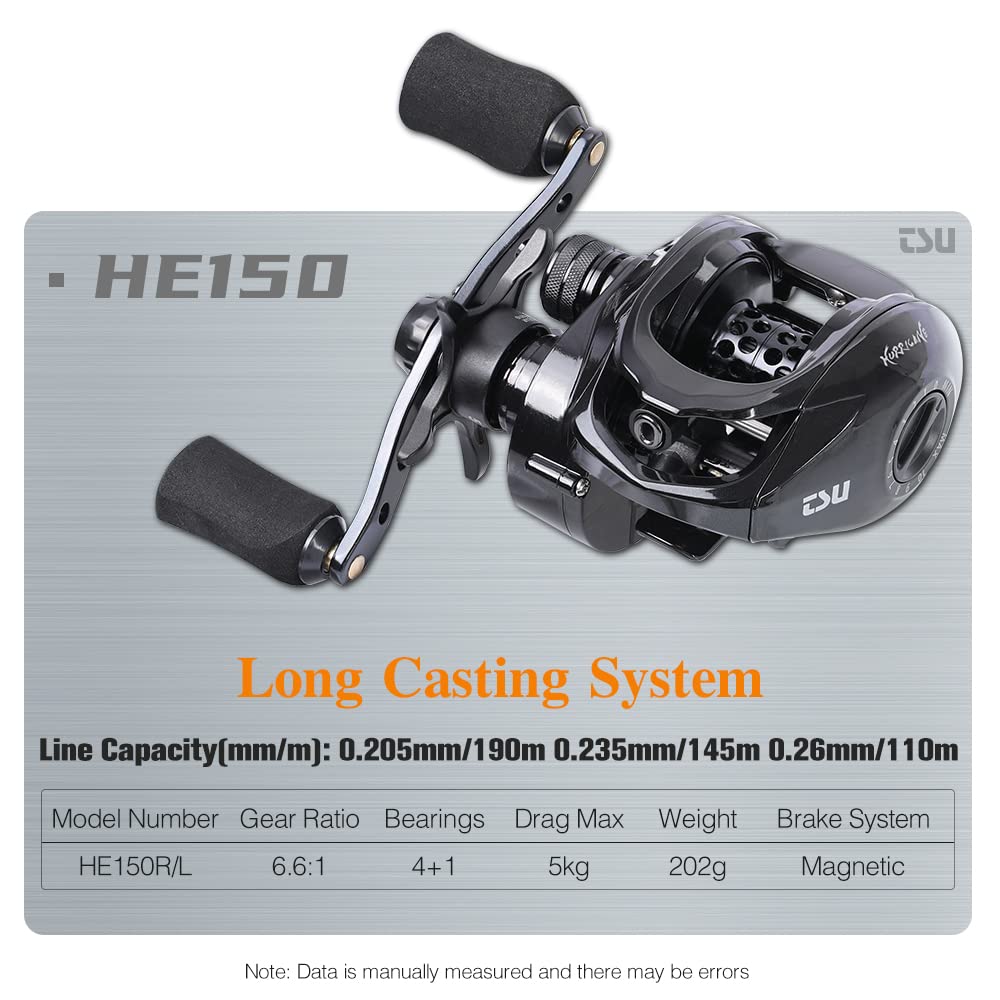 · HE150
TSU
HURRICANE
MAX
TSU
Long Casting System
Line Capacity(mm/m): 0.205mm/190m 0.235mm/145m 0.26mm/110m
Model Number Gear Ratio Bearings Drag Max Weight Brake System
HE150R/L 6.6:1 4+1 5kg 202g Magnetic
Note: Data is manually measured and there may be errors